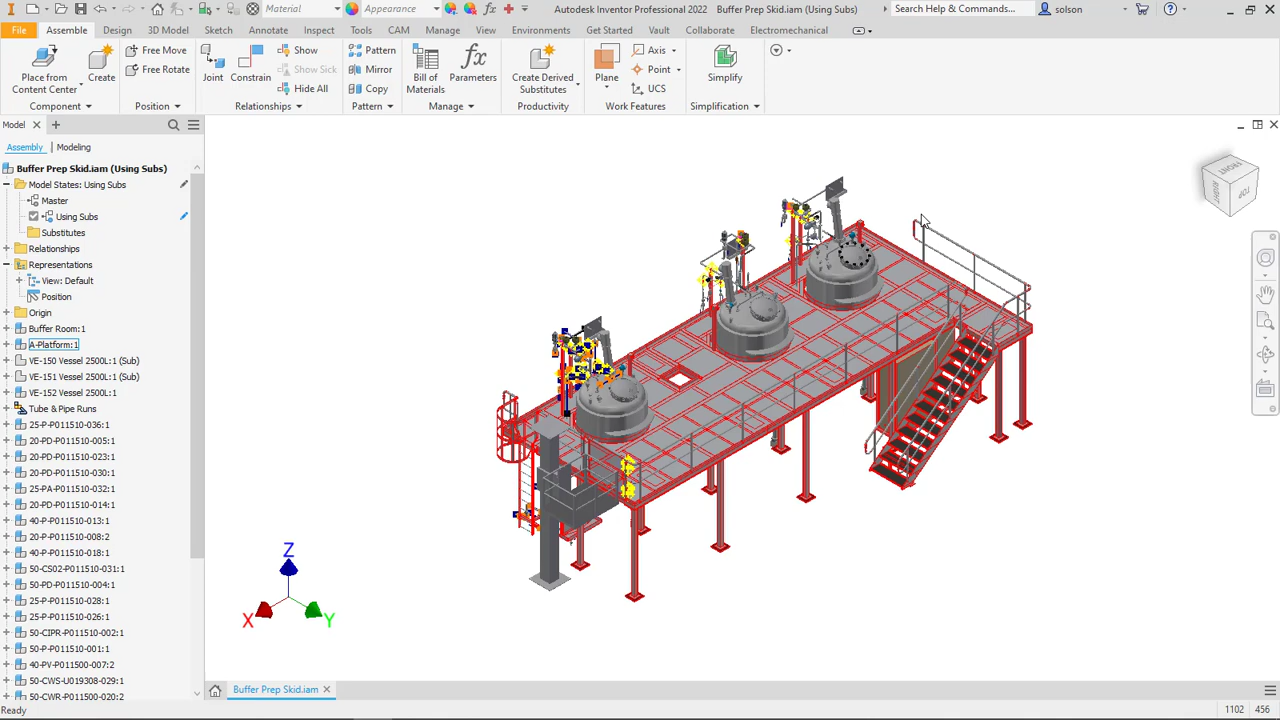 Material
Appearance
Autodesk Inventor Professional 2022 Buffer Prep Skid.iam (Using Subs)
Search Help & Commands...
solson
File Assembly Design 3D Model Sketch Annotate Inspect Tools CAM Manage View Environments Get Started Vault Collaborate Electromechanical
Place from
Content Center
Create
Component
Free Move
Free Rotate
Position
Joint
Constrain
Show
Show Sick
Hide All
Relationships
Pattern
Mirror
Copy
Pattern
Bill of
Materials
Parameters
Manage
Create Derived
Substitutes
Productivity
Plane
Axis
Point
UCS
Work Features
Simplify
Simplification
Model
Assembly Modeling
Buffer Prep Skid.iam (Using Subs)
Model States: Using Subs
Master
Using Subs
Substitutes
Relationships
Representations
View: Default
Position
Origin
Buffer Room:1
A-Platform:1
VE-150 Vessel 2500L:1 (Sub)
VE-151 Vessel 2500L:1 (Sub)
VE-152 Vessel 2500L:1
Tube & Pipe Runs
25-P-P011510-036:1
20-PD-P011510-005:1
20-PD-P011510-023:1
20-PD-P011510-030:1
25-PA-P011510-032:1
20-PD-P011510-014:1
40-P-P011510-013:1
20-P-P011510-008:2
40-P-P011510-018:1
50-CS02-P011510-031:1
50-PD-P011510-004:1
25-P-P011510-028:1
25-P-P011510-026:1
50-CIPR-P011510-002:1
50-P-P011510-001:1
40-PV-P011500-007:2
50-CWS-U019308-029:1
50-CWR-P011500-020:2
Z
X
Y
TOP
Buffer Prep Skid.iam
Ready
1102 456